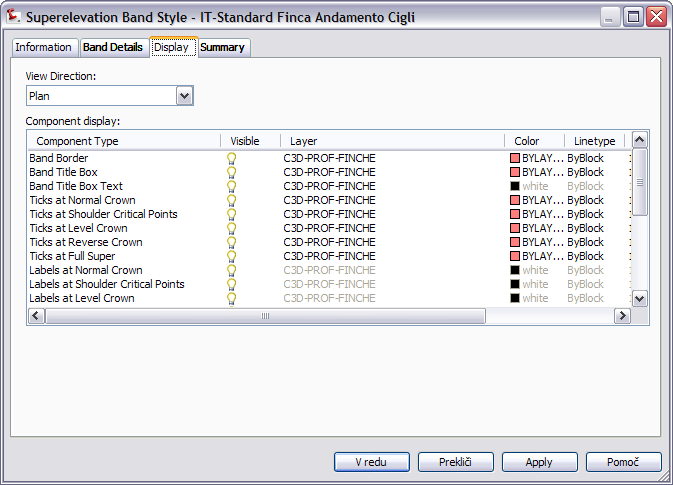 Superelevation Band Style - IT-Standard Finca Andamento Cigli
Information Band Details Display Summary
View Direction:
Plan
Component display:
Component Type Visible Layer Color Linetype
Band Border C3D-PROF-FINCHE BYLAY... ByBlock
Band Title Box C3D-PROF-FINCHE BYLAY... ByBlock
Band Title Box Text C3D-PROF-FINCHE white ByBlock
Ticks at Normal Crown C3D-PROF-FINCHE BYLAY... ByBlock
Ticks at Shoulder Critical Points C3D-PROF-FINCHE BYLAY... ByBlock
Ticks at Level Crown C3D-PROF-FINCHE BYLAY... ByBlock
Ticks at Reverse Crown C3D-PROF-FINCHE BYLAY... ByBlock
Ticks at Full Super C3D-PROF-FINCHE BYLAY... ByBlock
Labels at Normal Crown C3D-PROF-FINCHE white ByBlock
Labels at Shoulder Critical Points C3D-PROF-FINCHE white ByBlock
Labels at Level Crown C3D-PROF-FINCHE white ByBlock
V redu Prekliči Apply Pomoč